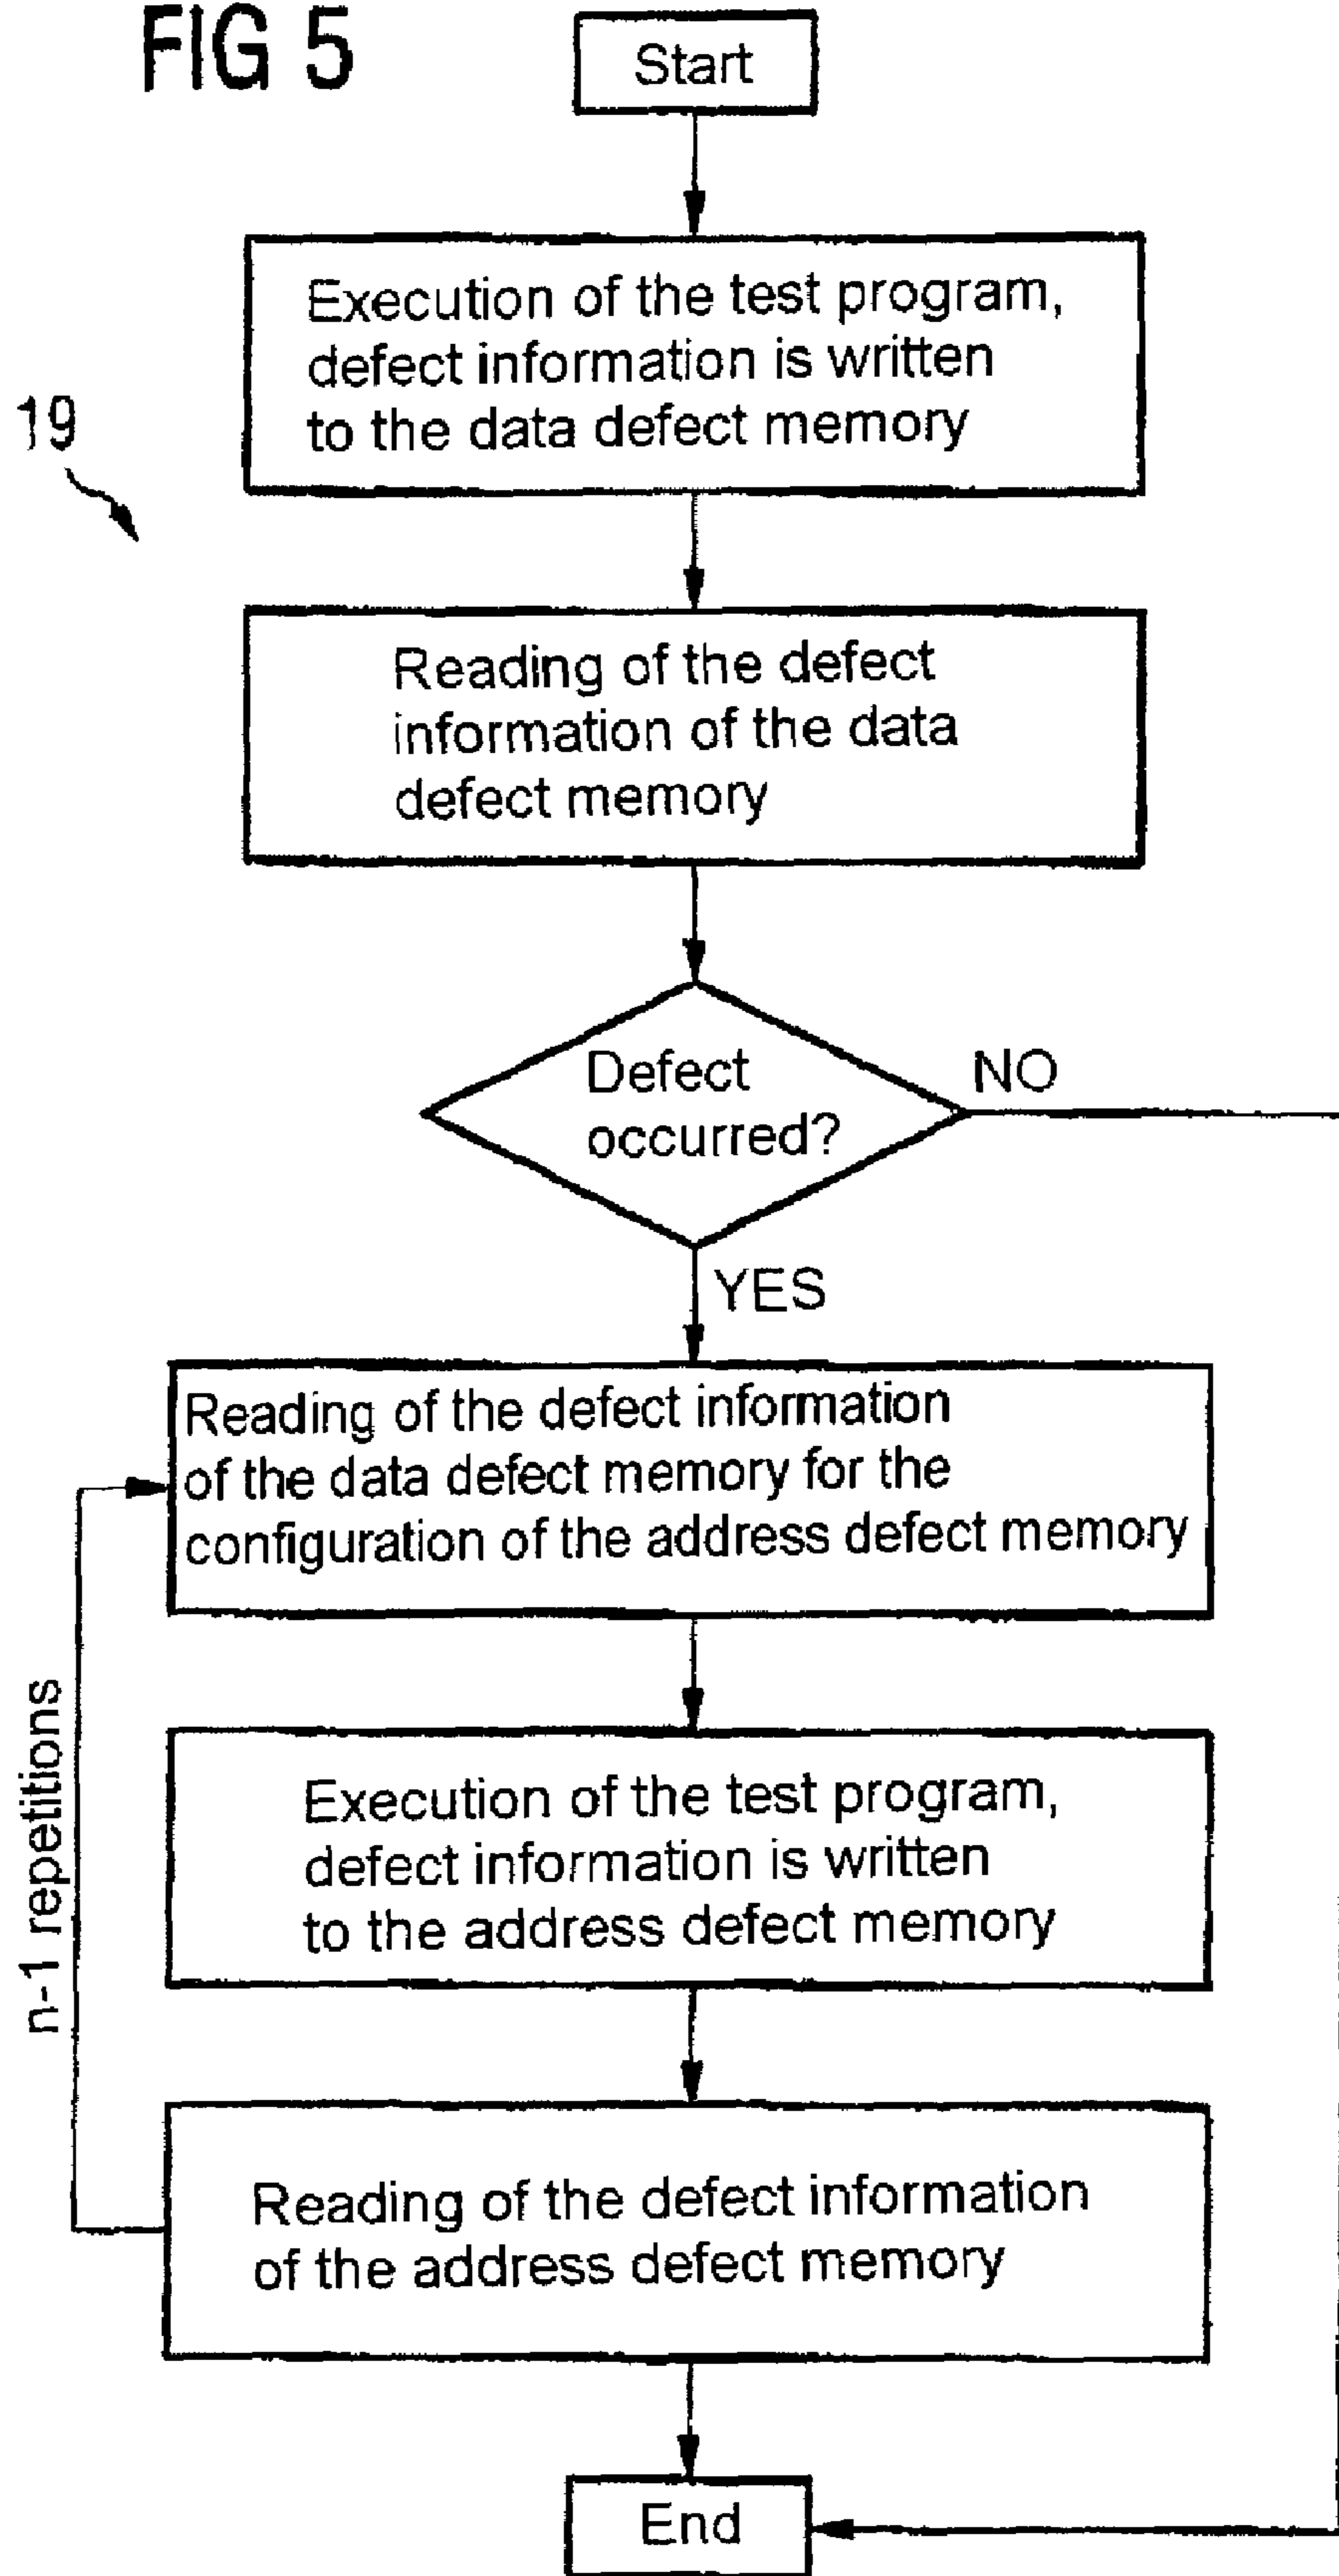 FIG 5
Start
Execution of the test program,
defect information is written
to the data defect memory
19
Reading of the defect
information of the data
defect memory
Defect
occurred?
NO
YES
Reading of the defect information
of the data defect memory for the
configuration of the address defect memory
Execution of the test program,
defect information is written
to the address defect memory
n-1 repetitions
Reading of the defect information
of the address defect memory
End